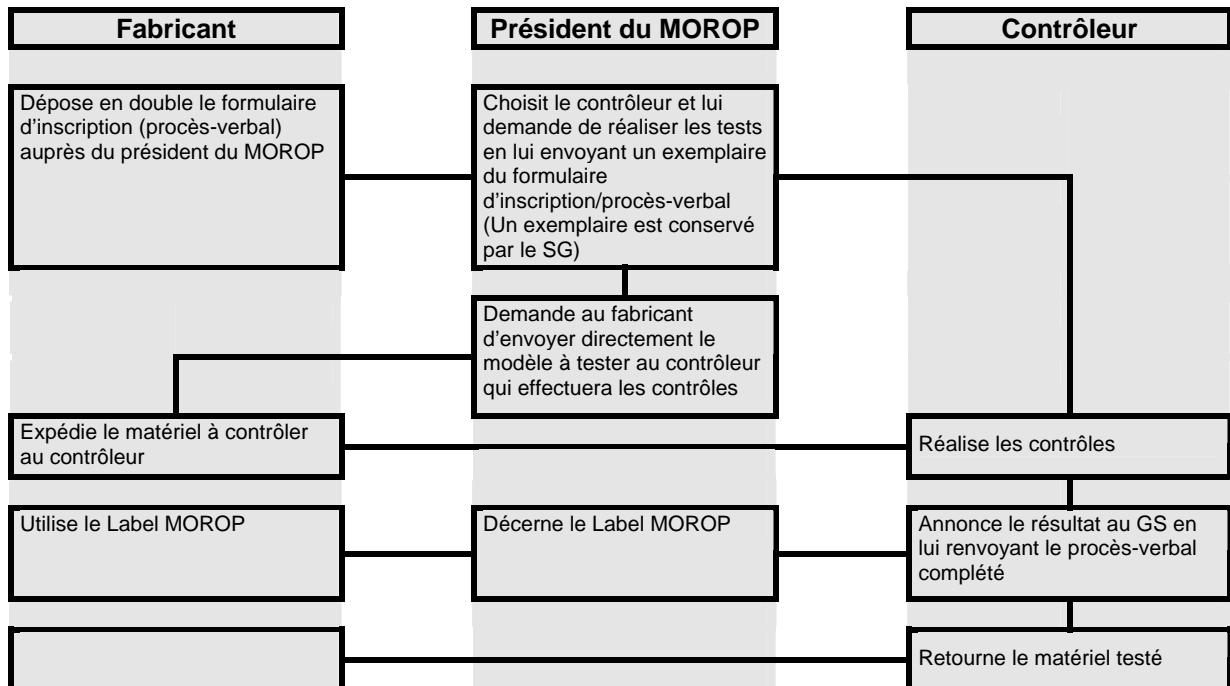 Fabricant
Président du MOROP
Contrôleur
Dépose en double le formulaire
d'inscription (procès-verbal)
auprès du président du MOROP
Choisit le contrôleur et lui
demande de réaliser les tests
en lui envoyant un exemplaire
du formulaire
d'inscription/procès-verbal
(Un exemplaire est conservé
par le SG)
Demande au fabricant
d'envoyer directement le
modèle à tester au contrôleur
qui effectuera les contrôles
Expédie le matériel à contrôler
au contrôleur
Réalise les contrôles
Utilise le Label MOROP
Décerne le Label MOROP
Annonce le résultat au GS en
lui renvoyant le procès-verbal
complété
Retourne le matériel testé